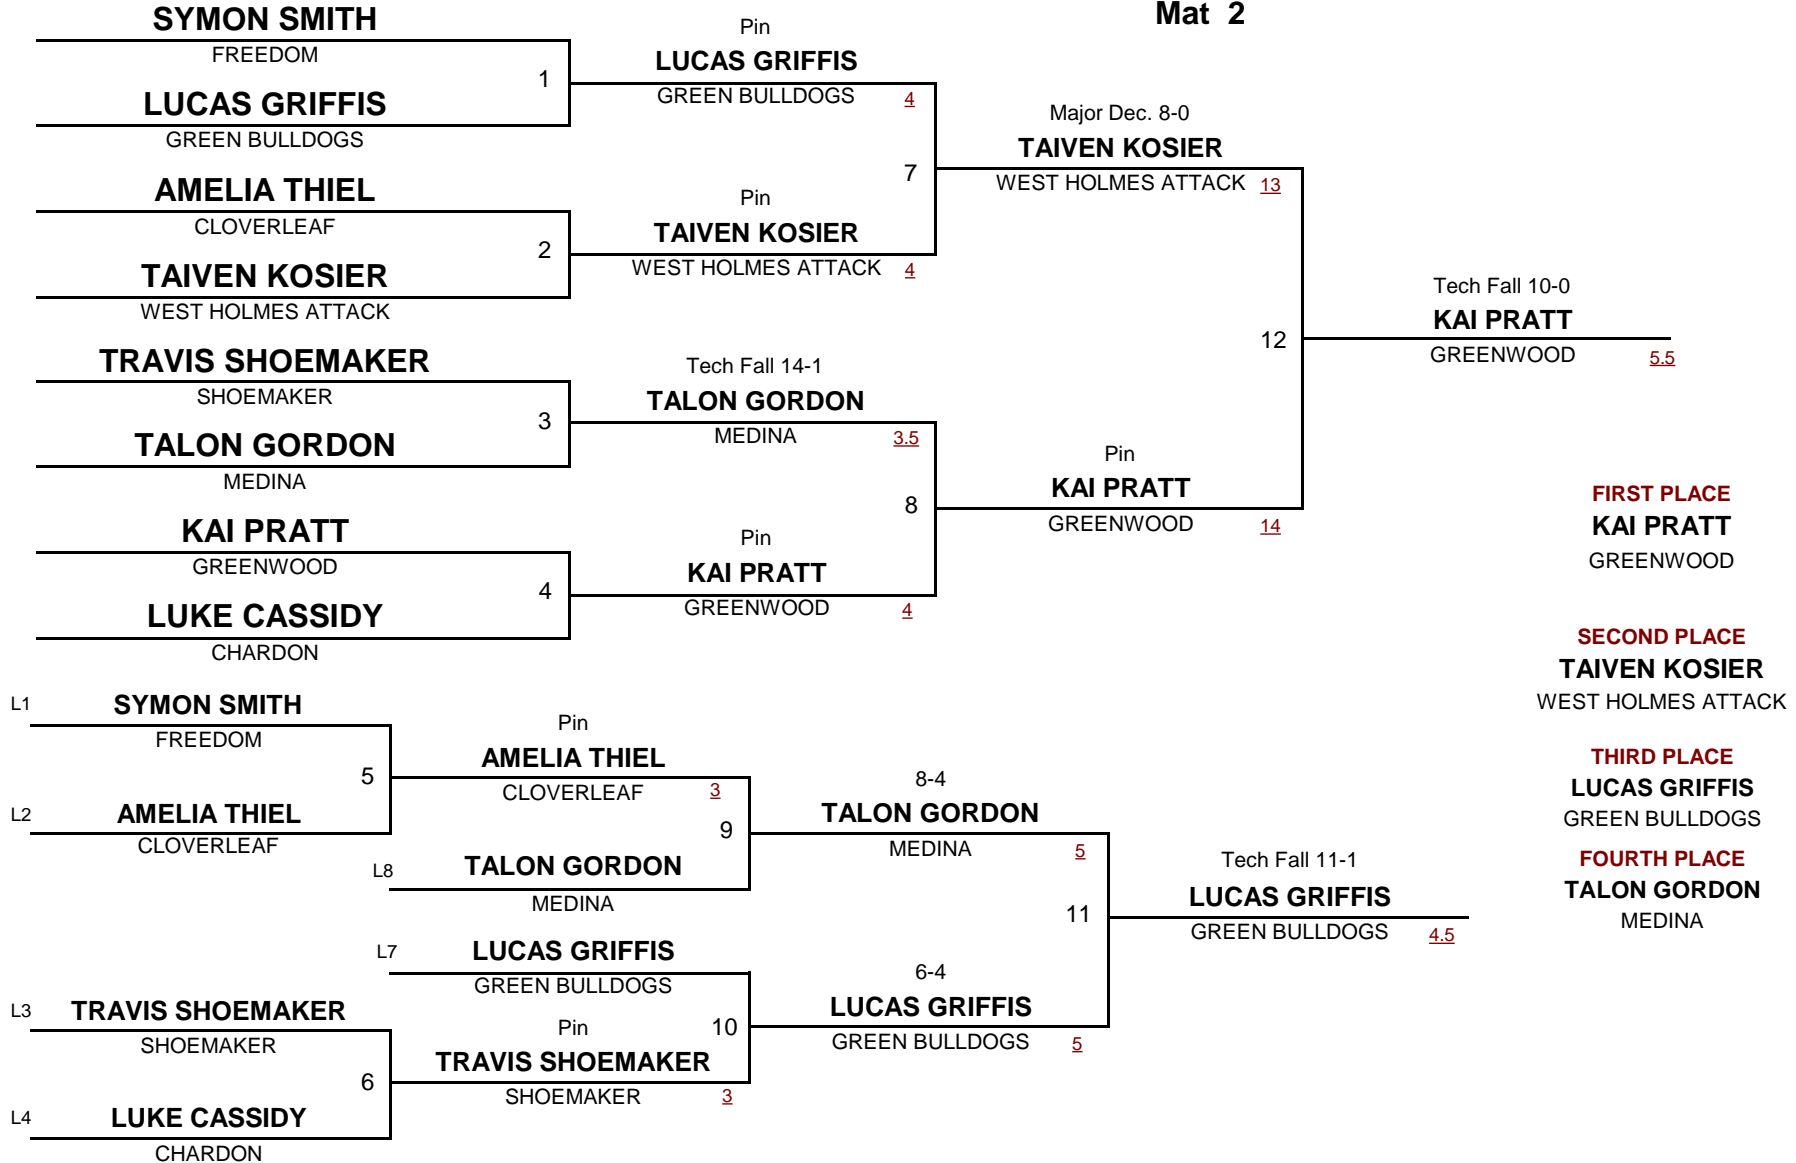 Mat 2
SYMON SMITH
FREEDOM
1
LUCAS GRIFFIS
GREEN BULLDOGS
AMELIA THIEL
CLOVERLEAF
2
TAIVEN KOSIER
WEST HOLMES ATTACK
TRAVIS SHOEMAKER
SHOEMAKER
3
TALON GORDON
MEDINA
KAI PRATT
GREENWOOD
4
LUKE CASSIDY
CHARDON
Pin
LUCAS GRIFFIS
GREEN BULLDOGS 4
7
Pin
TAIVEN KOSIER
WEST HOLMES ATTACK 4
Tech Fall 14-1
TALON GORDON
MEDINA 3.5
8
Pin
KAI PRATT
GREENWOOD 4
Major Dec. 8-0
TAIVEN KOSIER
WEST HOLMES ATTACK 13
12
Pin
KAI PRATT
GREENWOOD 14
Tech Fall 10-0
KAI PRATT
GREENWOOD 5.5
L1 SYMON SMITH
FREEDOM
5
L2 AMELIA THIEL
CLOVERLEAF
L3 TRAVIS SHOEMAKER
SHOEMAKER
6
L4 LUKE CASSIDY
CHARDON
Pin
AMELIA THIEL
CLOVERLEAF 3
9
L8 TALON GORDON
MEDINA
L7 LUCAS GRIFFIS
GREEN BULLDOGS
Pin 10
TRAVIS SHOEMAKER
SHOEMAKER 3
8-4
TALON GORDON
MEDINA 5
11
6-4
LUCAS GRIFFIS
GREEN BULLDOGS 5
Tech Fall 11-1
LUCAS GRIFFIS
GREEN BULLDOGS 4.5
FIRST PLACE
KAI PRATT
GREENWOOD
SECOND PLACE
TAIVEN KOSIER
WEST HOLMES ATTACK
THIRD PLACE
LUCAS GRIFFIS
GREEN BULLDOGS
FOURTH PLACE
TALON GORDON
MEDINA